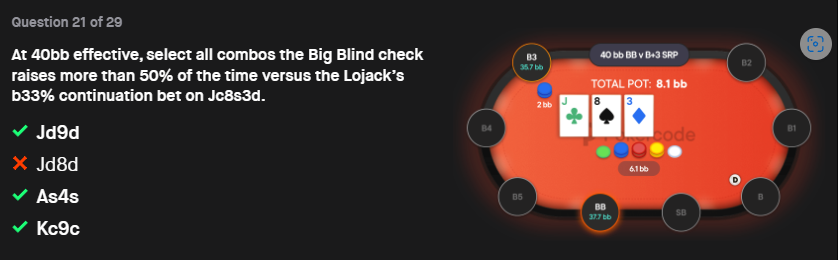 Question 21 of 29
At 40bb effective, select all combos the Big Blind check
raises more than 50% of the time versus the Lojack's
b33% continuation bet on Jc8s3d.
Jd9d
Jd8d
As4s
Kc9c
40 bb BB v B+3 SRP
B3
35.7 bb
B2
TOTAL POT: 8.1 bb
2 bb
J
8
3
B4
B1
6.1 bb
D
B5
BB
37.7 bb
SB
B